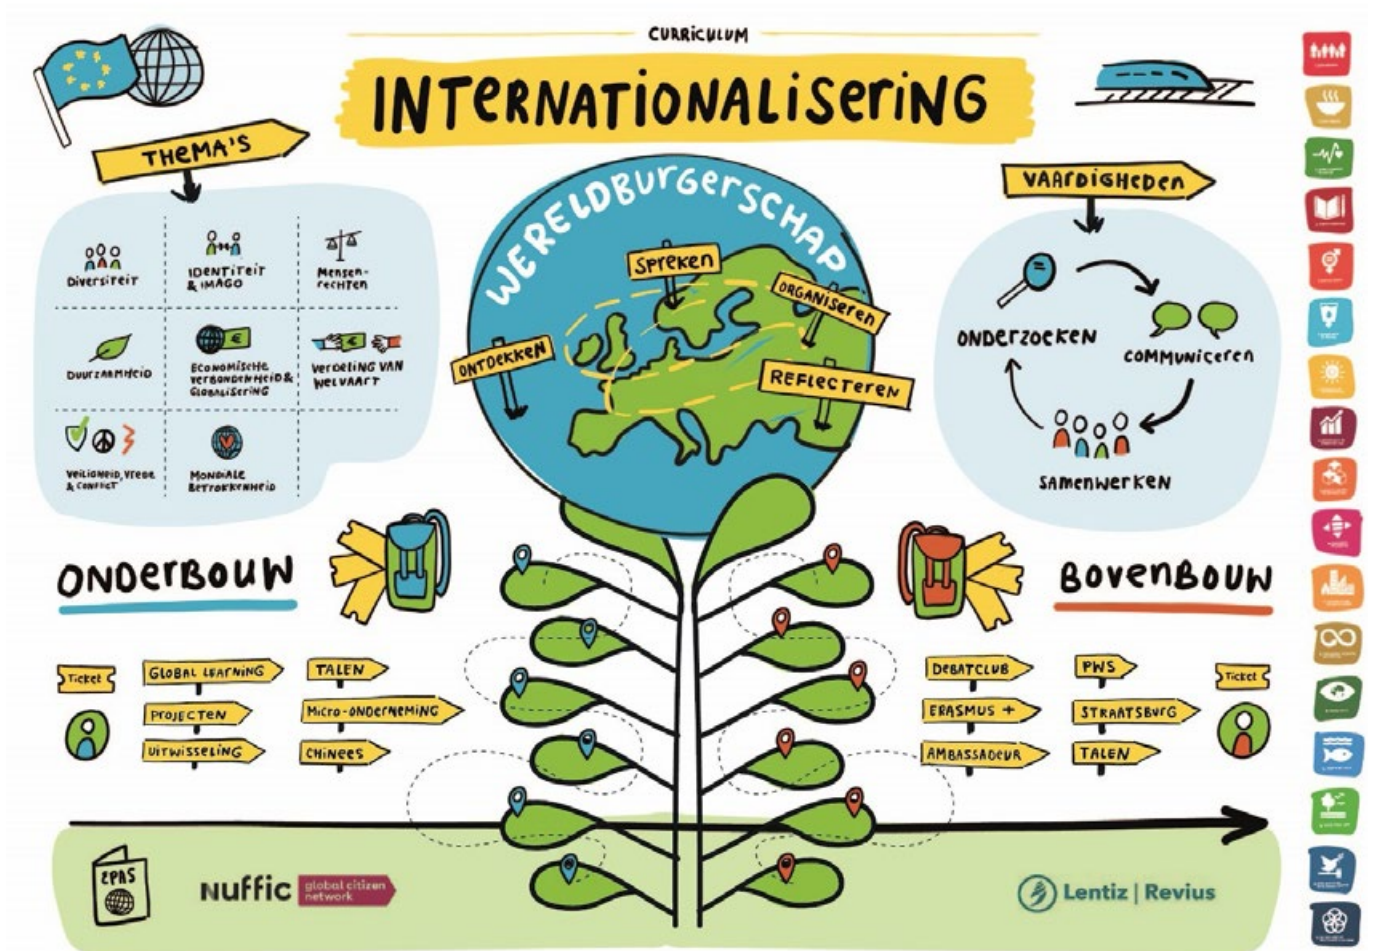 CURRICULUM
INTERNATIONALISERING
THEMA'S
Diversiteit
IDENTITEIT
& IMAGO
Mensen-
rechten
DUURZAAMHEID
ECONOMISCHE
VERBONDENHEID &
GLOBALISERING
VERDELING VAN
WELVAART
VEILIGHEID, VREDE
& CONFLICT
MONDIALE
BETROKKENHEID
WERELDBURGERSCHAP
SPREKEN
ORGANISEREN
ONTDEKKEN
REFLECTEREN
VAARDIGHEDEN
ONDERZOEKEN
COMMUNICEREN
SAMENWERKEN
ONDERBOUW
Ticket
GLOBAL LEARNING
TALEN
PROJECTEN
MICRO-ONDERNEMING
UITWISSELING
CHINEES
BOVENBOUW
DEBATCLUB
PWS
Ticket
ERASMUS +
STRAATSBURG
AMBASSADEUR
TALEN
EPAS
Nuffic
global citizen
network
Lentiz | Revius